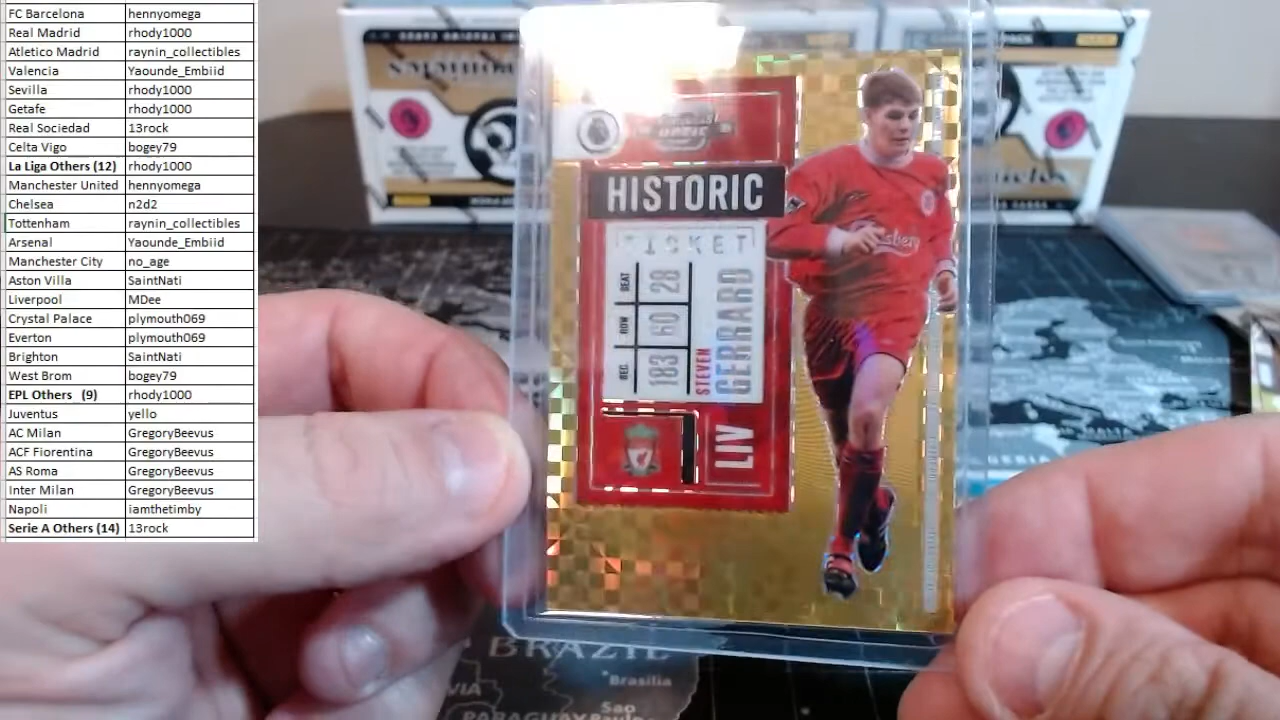 FC Barcelona hennyomega
Real Madrid rhody1000
Atletico Madrid raynin_collectibles
Valencia Yaounde_Embiid
Sevilla rhody1000
Getafe rhody1000
Real Sociedad 13rock
Celta Vigo bogey79
La Liga Others (12) rhody1000
Manchester United hennyomega
Chelsea n2d2
Tottenham raynin_collectibles
Arsenal Yaounde_Embiid
Manchester City no_age
Aston Villa SaintNati
Liverpool MDee
Crystal Palace plymouth069
Everton plymouth069
Brighton SaintNati
West Brom bogey79
EPL Others (9) rhody1000
Juventus yello
AC Milan GregoryBeevus
ACF Fiorentina GregoryBeevus
AS Roma GregoryBeevus
Inter Milan GregoryBeevus
Napoli iamthetimby
Serie A Others (14) 13rock
OPTIC
HISTORIC
TICKET
SEAT 28
ROW 60
SEC. 183
STEVEN
GERRARD
LIV
Carlsberg
BRAZIL
Brasília
Sao